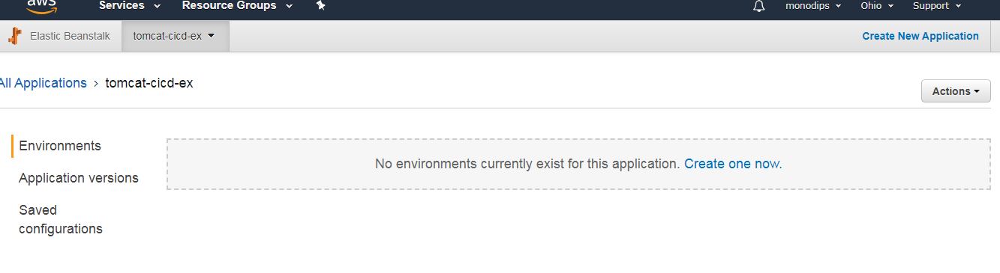 aws Services Resource Groups monodips Ohio Support
Elastic Beanstalk tomcat-cicd-ex Create New Application
All Applications > tomcat-cicd-ex
Actions
Environments
No environments currently exist for this application. Create one now.
Application versions
Saved
configurations